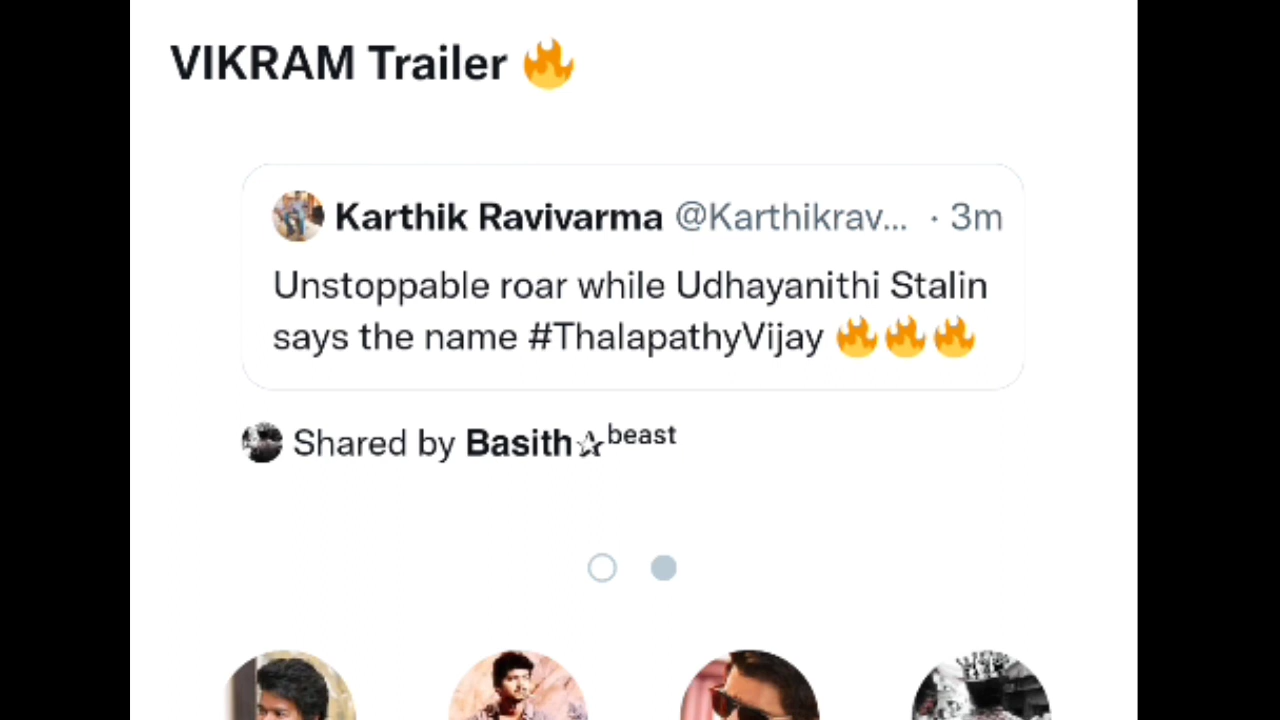 VIKRAM Trailer 🔥
Karthik Ravivarma @Karthikrav... · 3m
Unstoppable roar while Udhayanithi Stalin
says the name #ThalapathyVijay 🔥🔥🔥
Shared by Basith✰ᵇᵉᵃˢᵗ